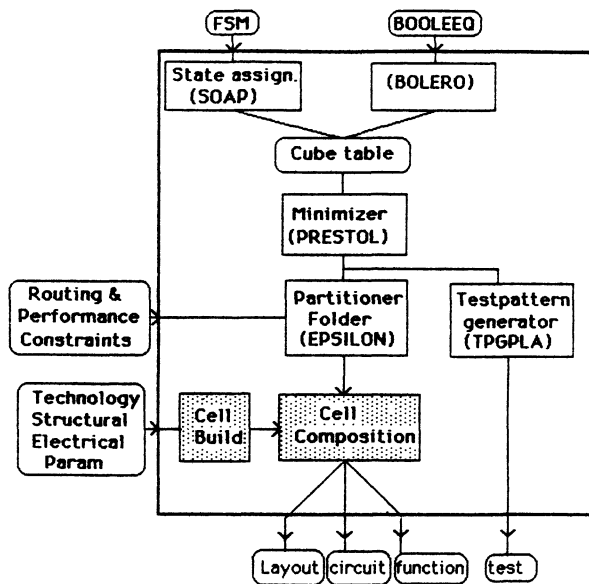 FSM
BOOLEEQ
State assign.
(SOAP)
(BOLERO)
Cube table
Minimizer
(PRESTOL)
Routing &
Performance
Constraints
Partitioner
Folder
(EPSILON)
Testpattern
generator
(TPGPLA)
Technology
Structural
Electrical
Param
Cell
Build
Cell
Composition
Layout
circuit
function
test